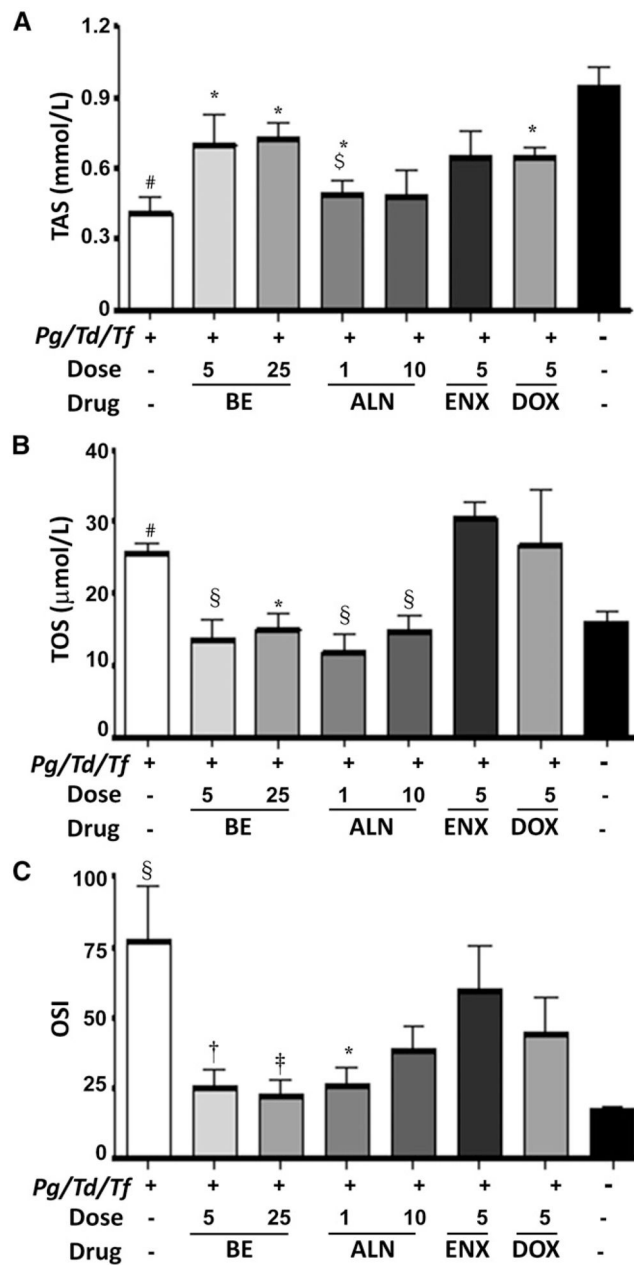 A
TAS (mmol/L)
1.2
0.9
0.6
0.3
0
# * * * $ *
Pg/Td/Tf + + + + + + + -
Dose - 5 25 1 10 5 5 -
Drug - BE ALN ENX DOX -
B
TOS (μmol/L)
40
30
20
10
0
# § * § §
Pg/Td/Tf + + + + + + + -
Dose - 5 25 1 10 5 5 -
Drug - BE ALN ENX DOX -
C
OSI
100
75
50
25
0
§ † ‡ *
Pg/Td/Tf + + + + + + + -
Dose - 5 25 1 10 5 5 -
Drug - BE ALN ENX DOX -